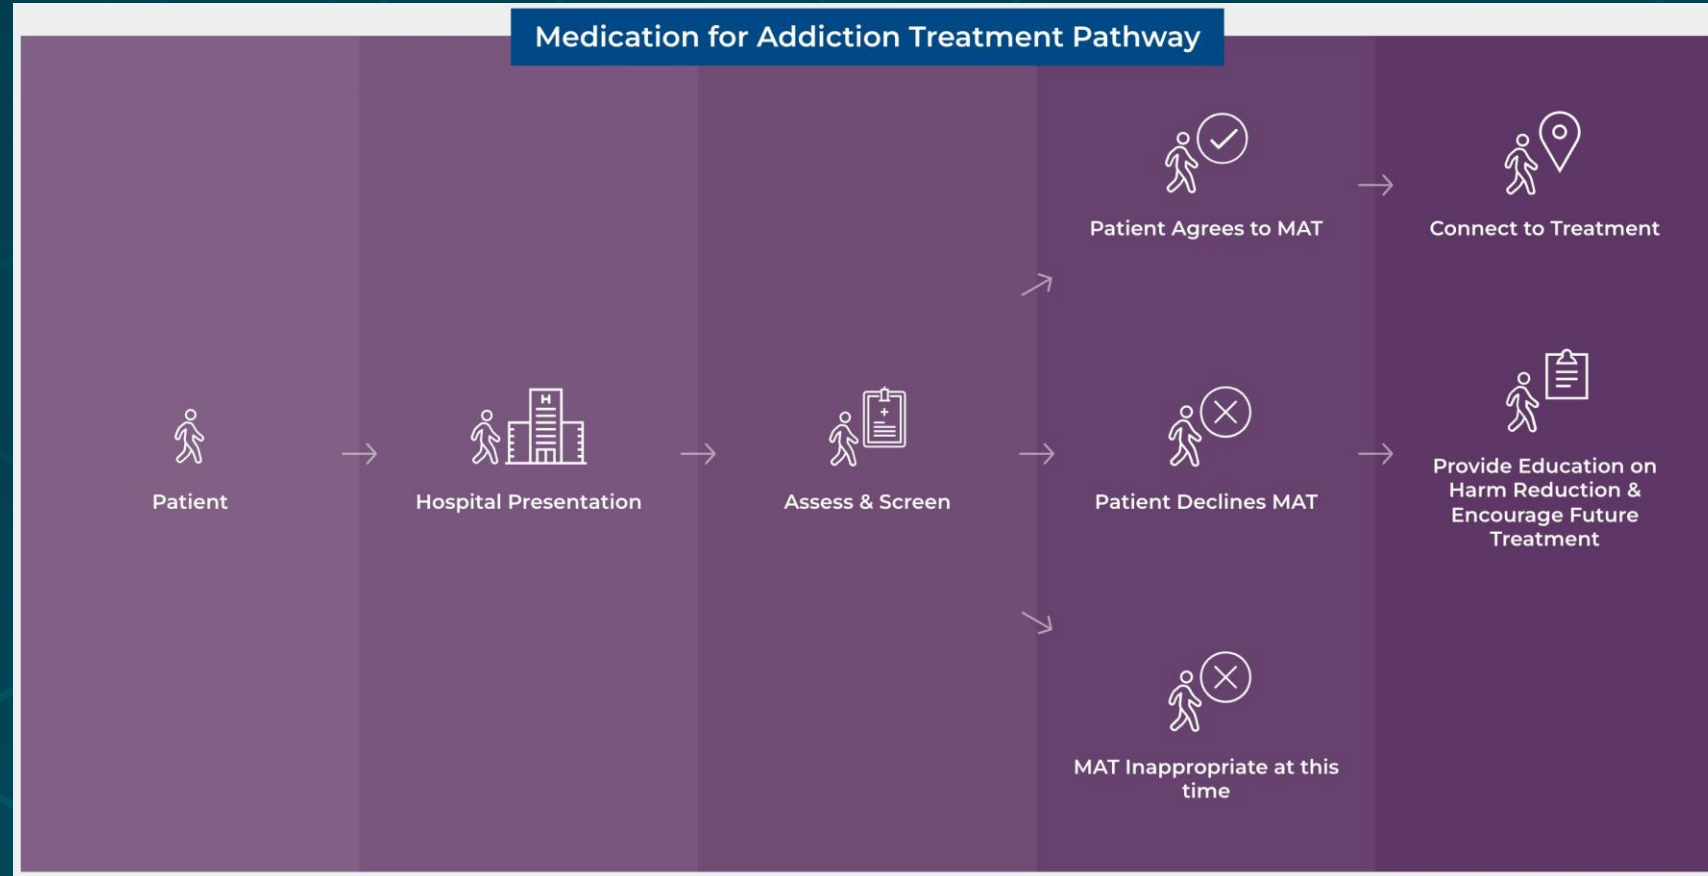 Medication for Addiction Treatment Pathway
Patient Agrees to MAT
Connect to Treatment
H
Patient
Hospital Presentation
Assess & Screen
Patient Declines MAT
Provide Education on
Harm Reduction &
Encourage Future
Treatment
MAT Inappropriate at this
time